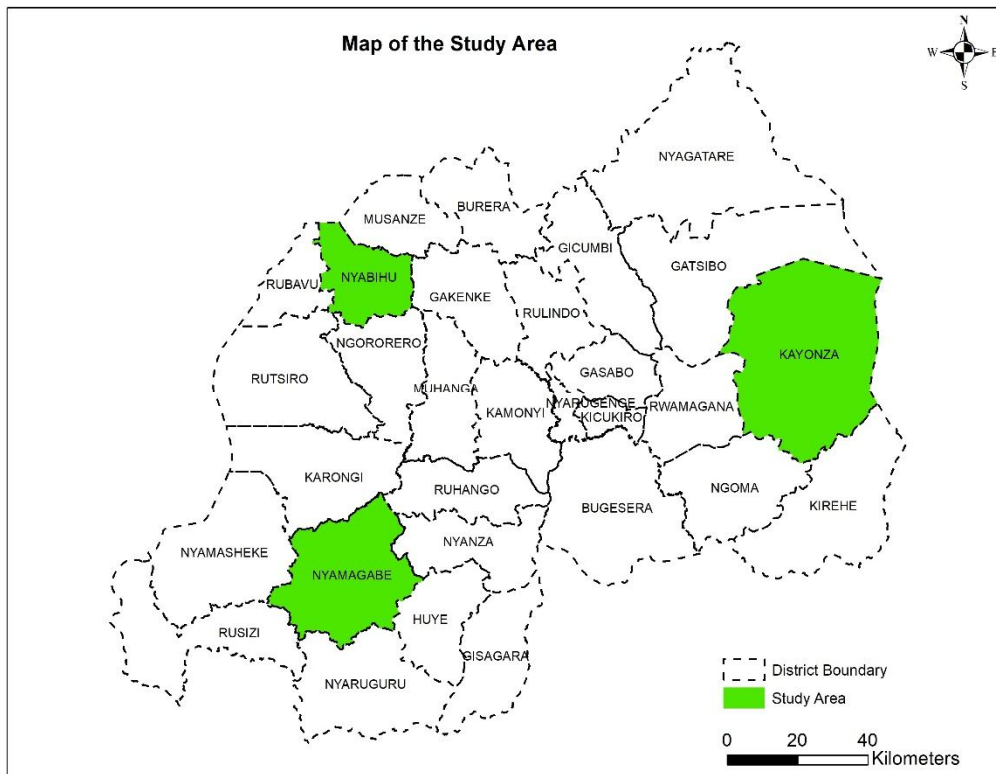 Map of the Study Area
N
W E
S
NYAGATARE
BURERA
MUSANZE
GICUMBI
GATSIBO
NYABIHU
RUBAVU
GAKENKE
RULINDO
NGORORERO
KAYONZA
GASABO
RUTSIRO
MUHANGA
KAMONYI
NYARUGENGE
KICUKIRO
RWAMAGANA
KARONGI
RUHANGO
NGOMA
BUGESERA
KIREHE
NYANZA
NYAMASHEKE
NYAMAGABE
HUYE
RUSIZI
GISAGARA
NYARUGURU
District Boundary
Study Area
0 20 40
Kilometers